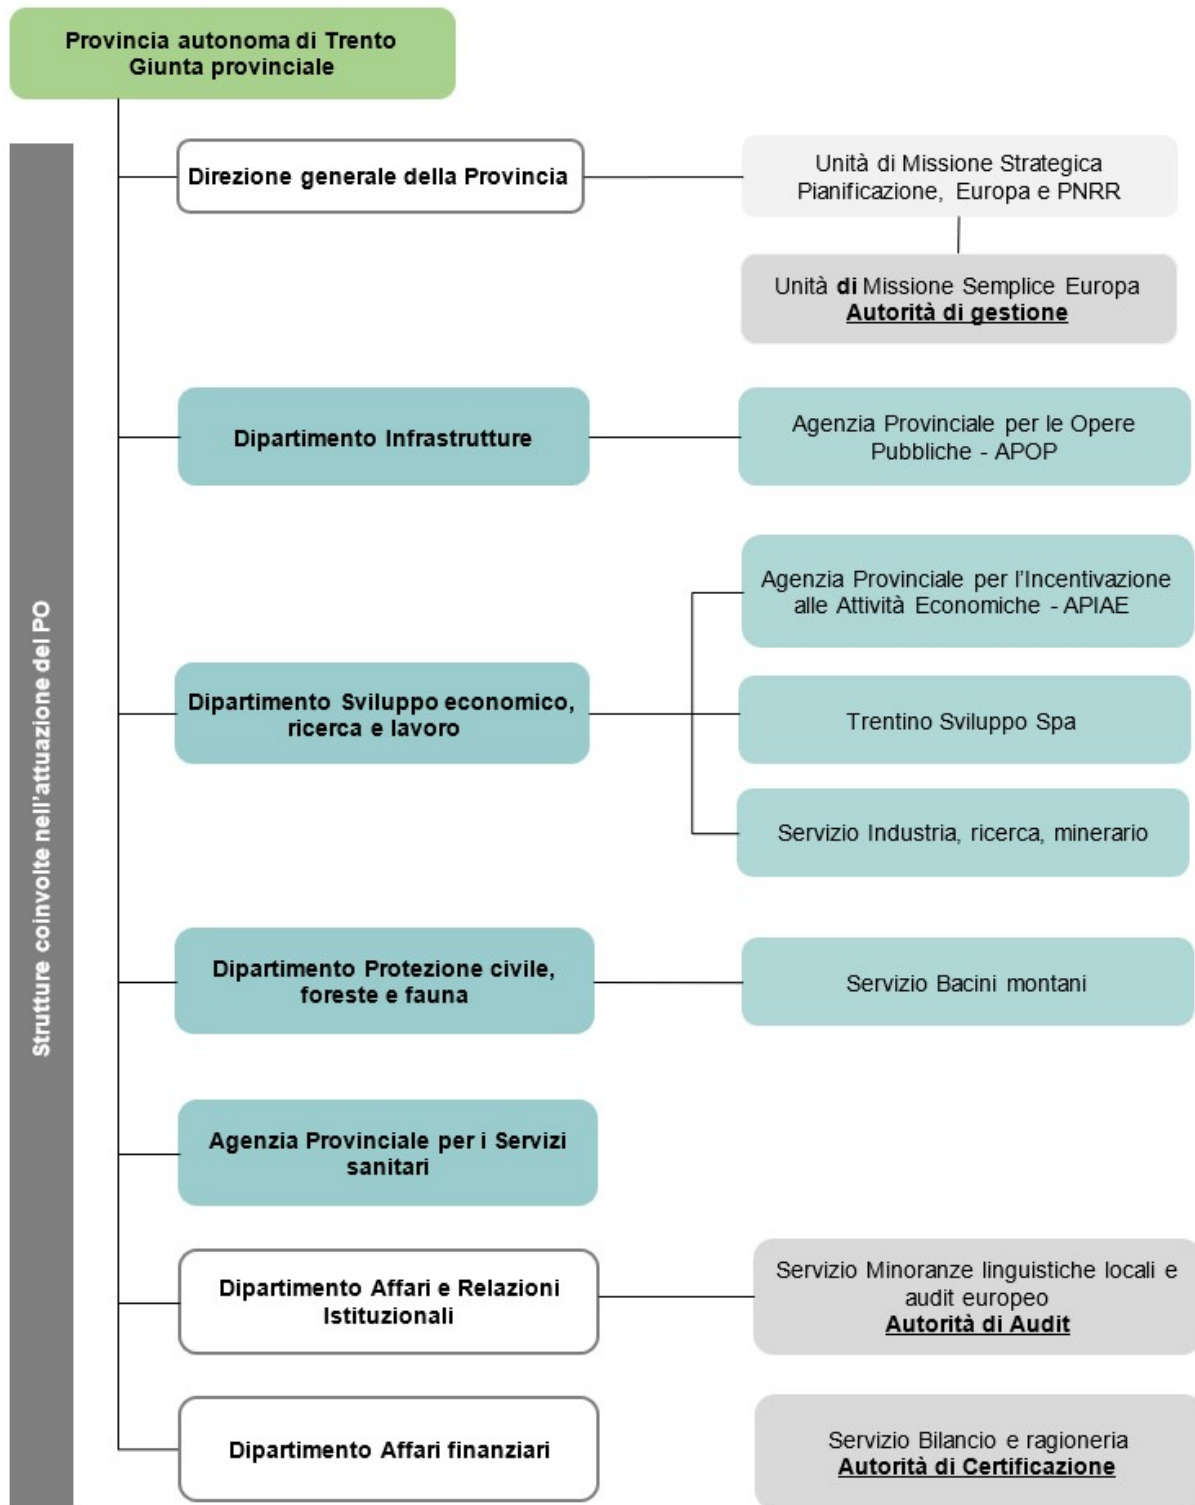 Provincia autonoma di Trento
Giunta provinciale
Strutture coinvolte nell'attuazione del PO
Direzione generale della Provincia
Unità di Missione Strategica
Pianificazione, Europa e PNRR
Unità di Missione Semplice Europa
Autorità di gestione
Dipartimento Infrastrutture
Agenzia Provinciale per le Opere
Pubbliche - APOP
Agenzia Provinciale per l'Incentivazione
alle Attività Economiche - APIAE
Dipartimento Sviluppo economico,
ricerca e lavoro
Trentino Sviluppo Spa
Servizio Industria, ricerca, minerario
Dipartimento Protezione civile,
foreste e fauna
Servizio Bacini montani
Agenzia Provinciale per i Servizi
sanitari
Dipartimento Affari e Relazioni
Istituzionali
Servizio Minoranze linguistiche locali e
audit europeo
Autorità di Audit
Dipartimento Affari finanziari
Servizio Bilancio e ragioneria
Autorità di Certificazione